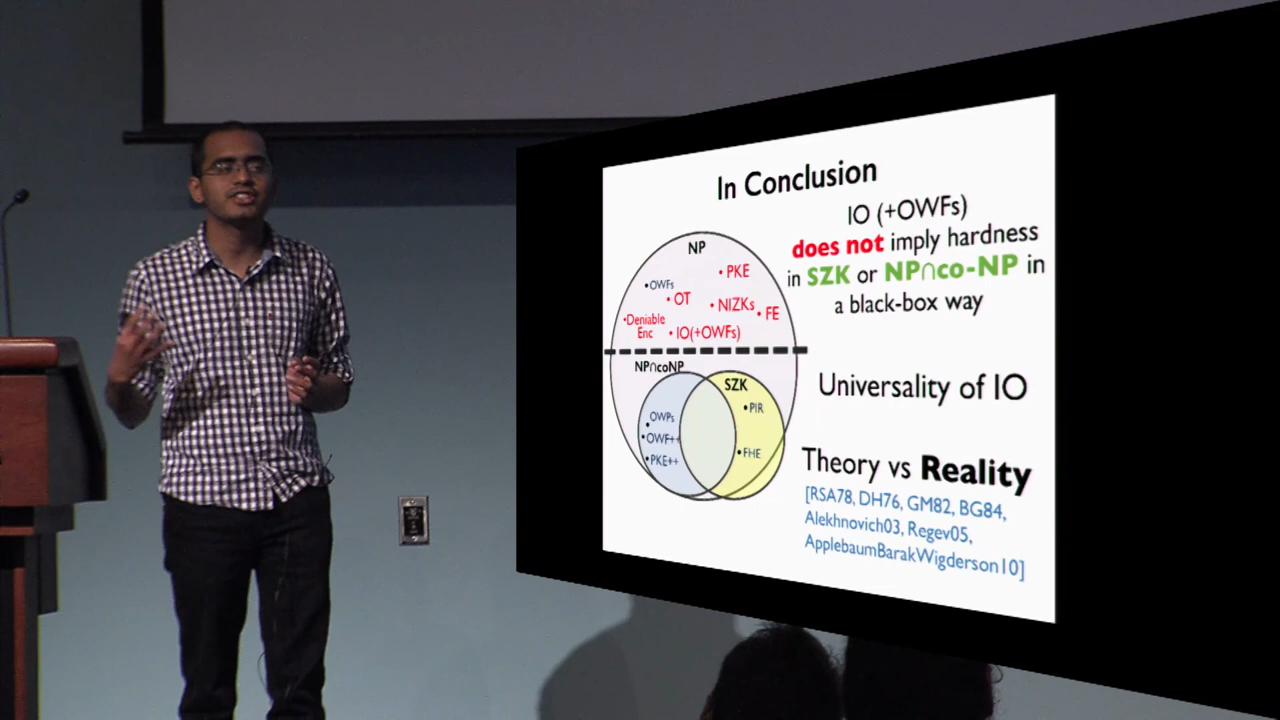 In Conclusion
IO (+OWFs)
does not imply hardness
in SZK or NP∩co-NP in
a black-box way
NP
• PKE
•OWFs
• OT
• NIZKs
• FE
•Deniable
Enc
• IO(+OWFs)
NP∩coNP
SZK
•PIR
OWPs
•
•OWF++
•FHE
•PKE++
Universality of IO
Theory vs Reality
[RSA78, DH76, GM82, BG84,
Alekhnovich03, Regev05,
ApplebaumBarakWigderson10]